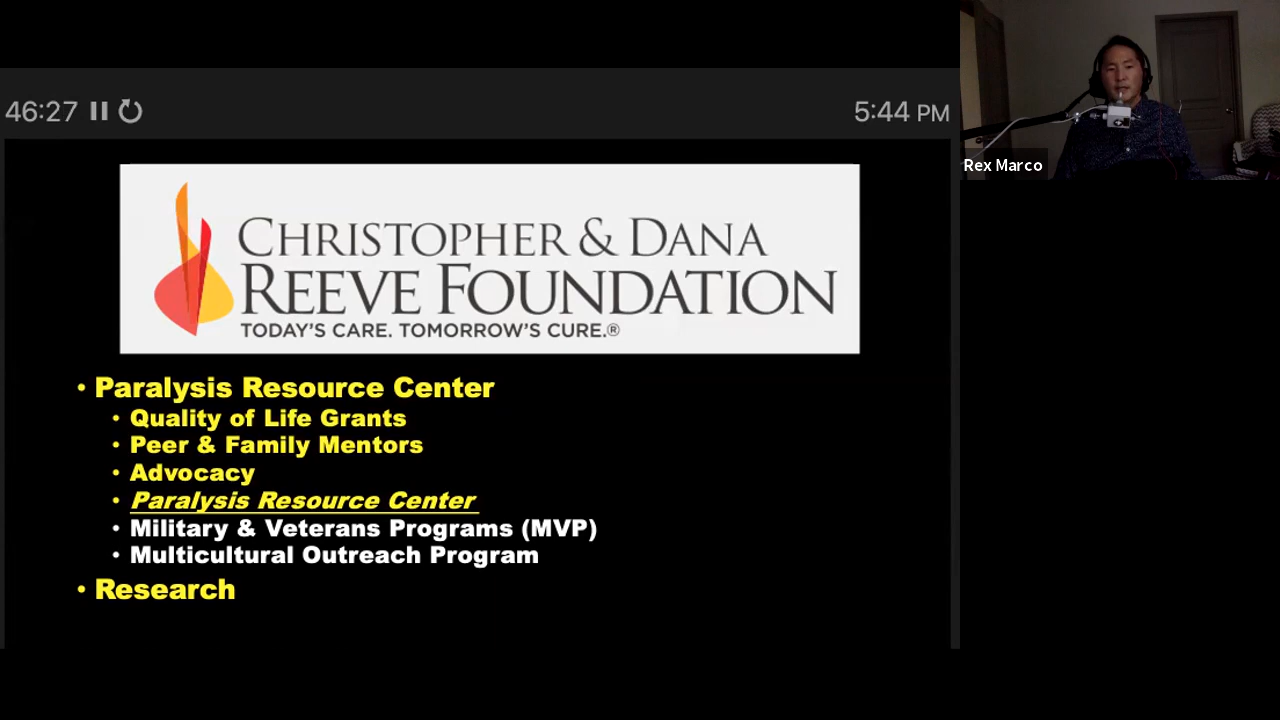 46:27
5:44 PM
CHRISTOPHER & DANA
REEVE FOUNDATION
TODAY'S CARE. TOMORROW'S CURE.®
Rex Marco
• Paralysis Resource Center
• Quality of Life Grants
• Peer & Family Mentors
• Advocacy
• Paralysis Resource Center
• Military & Veterans Programs (MVP)
• Multicultural Outreach Program
• Research